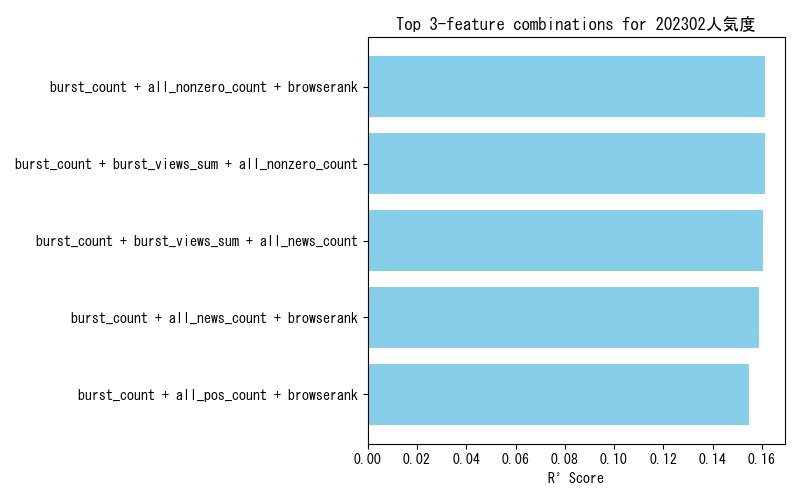 Top 3-feature combinations for 202302人気度
burst_count + all_nonzero_count + browserank
burst_count + burst_views_sum + all_nonzero_count
burst_count + burst_views_sum + all_news_count
burst_count + all_news_count + browserank
burst_count + all_pos_count + browserank
0.00 0.02 0.04 0.06 0.08 0.10 0.12 0.14 0.16
R² Score